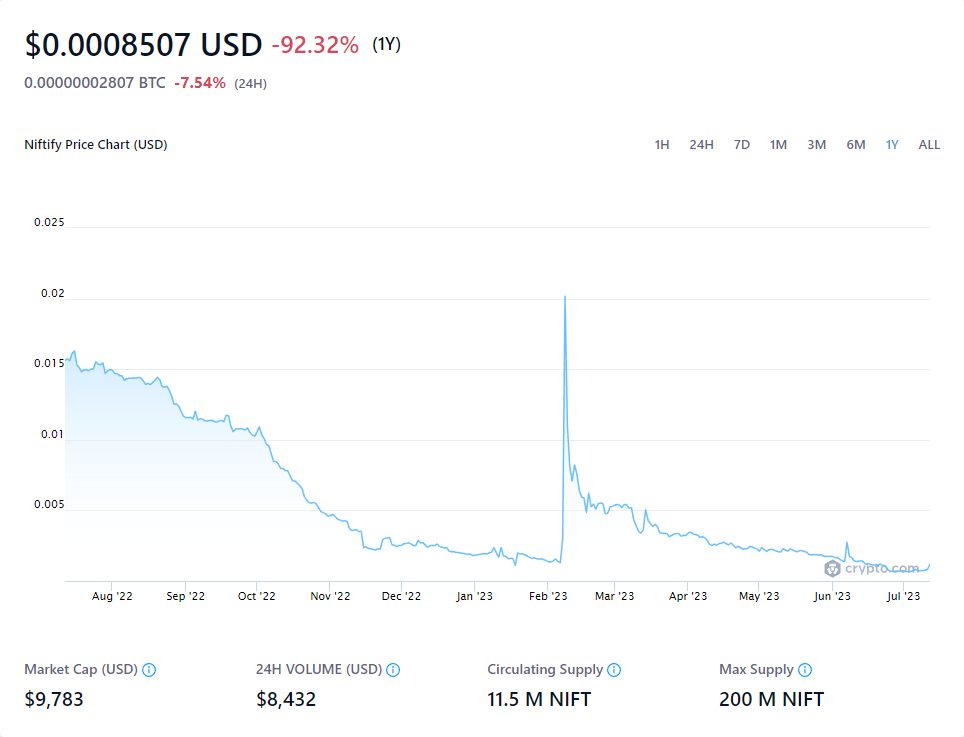 $0.0008507 USD -92.32% (1Y)
0.00000002807 BTC -7.54% (24H)
Niftify Price Chart (USD) 1H 24H 7D 1M 3M 6M 1Y ALL
0.025
0.02
0.015
0.01
0.005
crypto.com
Aug '22 Sep '22 Oct '22 Nov '22 Dec '22 Jan '23 Feb '23 Mar '23 Apr '23 May '23 Jun '23 Jul '23
Market Cap (USD) 24H VOLUME (USD) Circulating Supply Max Supply
$9,783 $8,432 11.5 M NIFT 200 M NIFT